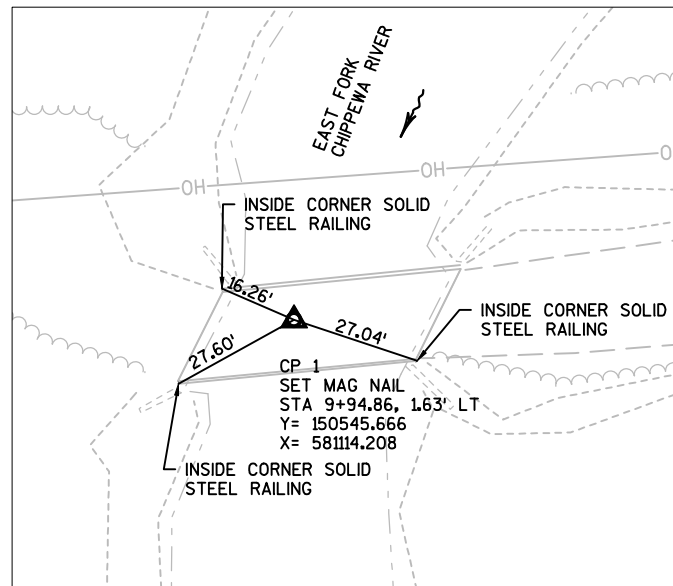 EAST FORK
CHIPPEWA RIVER
OH
OH
O
INSIDE CORNER SOLID
STEEL RAILING
16.26'
27.04'
27.60'
INSIDE CORNER SOLID
STEEL RAILING
CP 1
SET MAG NAIL
STA 9+94.86, 1.63' LT
Y= 150545.666
X= 581114.208
INSIDE CORNER SOLID
STEEL RAILING